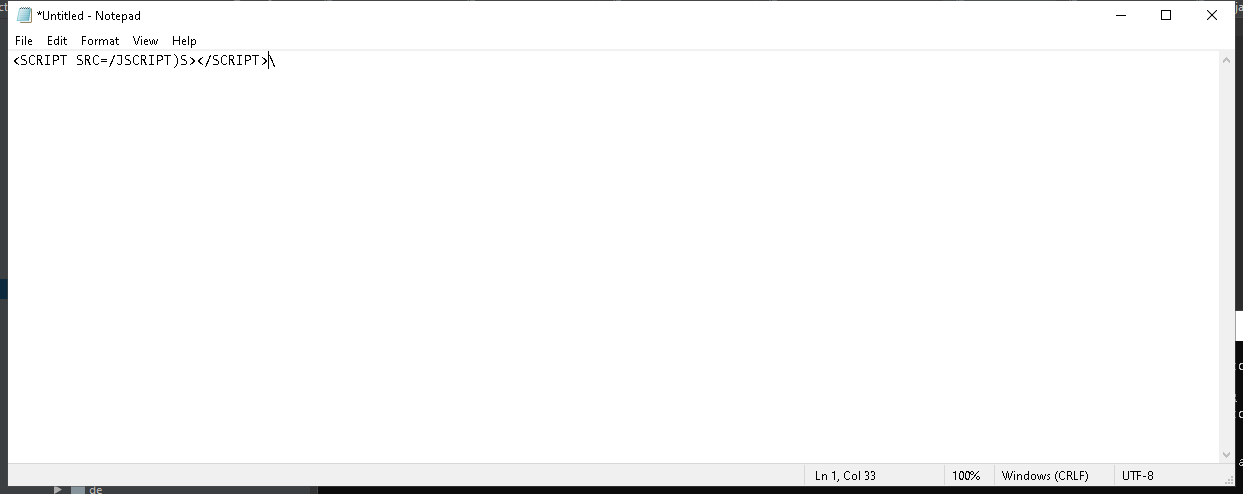 *Untitled - Notepad
File Edit Format View Help
<SCRIPT SRC=/JSCRIPT)S></SCRIPT>\
Ln 1, Col 33 100% Windows (CRLF) UTF-8
de